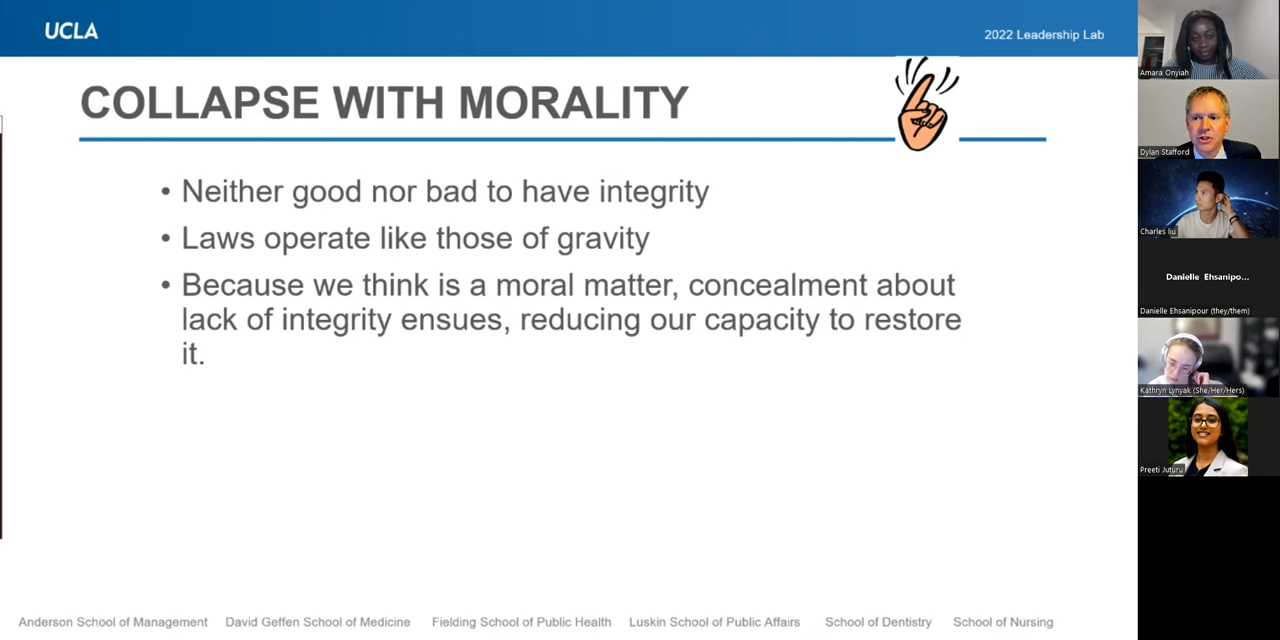 UCLA
2022 Leadership Lab
COLLAPSE WITH MORALITY
• Neither good nor bad to have integrity
• Laws operate like those of gravity
• Because we think is a moral matter, concealment about
lack of integrity ensues, reducing our capacity to restore
it.
Anderson School of Management David Geffen School of Medicine Fielding School of Public Health Luskin School of Public Affairs School of Dentistry School of Nursing
Amara Onyiah
Dylan Stafford
Charles liu
Danielle Ehsanipo...
Danielle Ehsanipour (they/them)
Kathryn Lynyak (She/Her/Hers)
Preeti Juturu